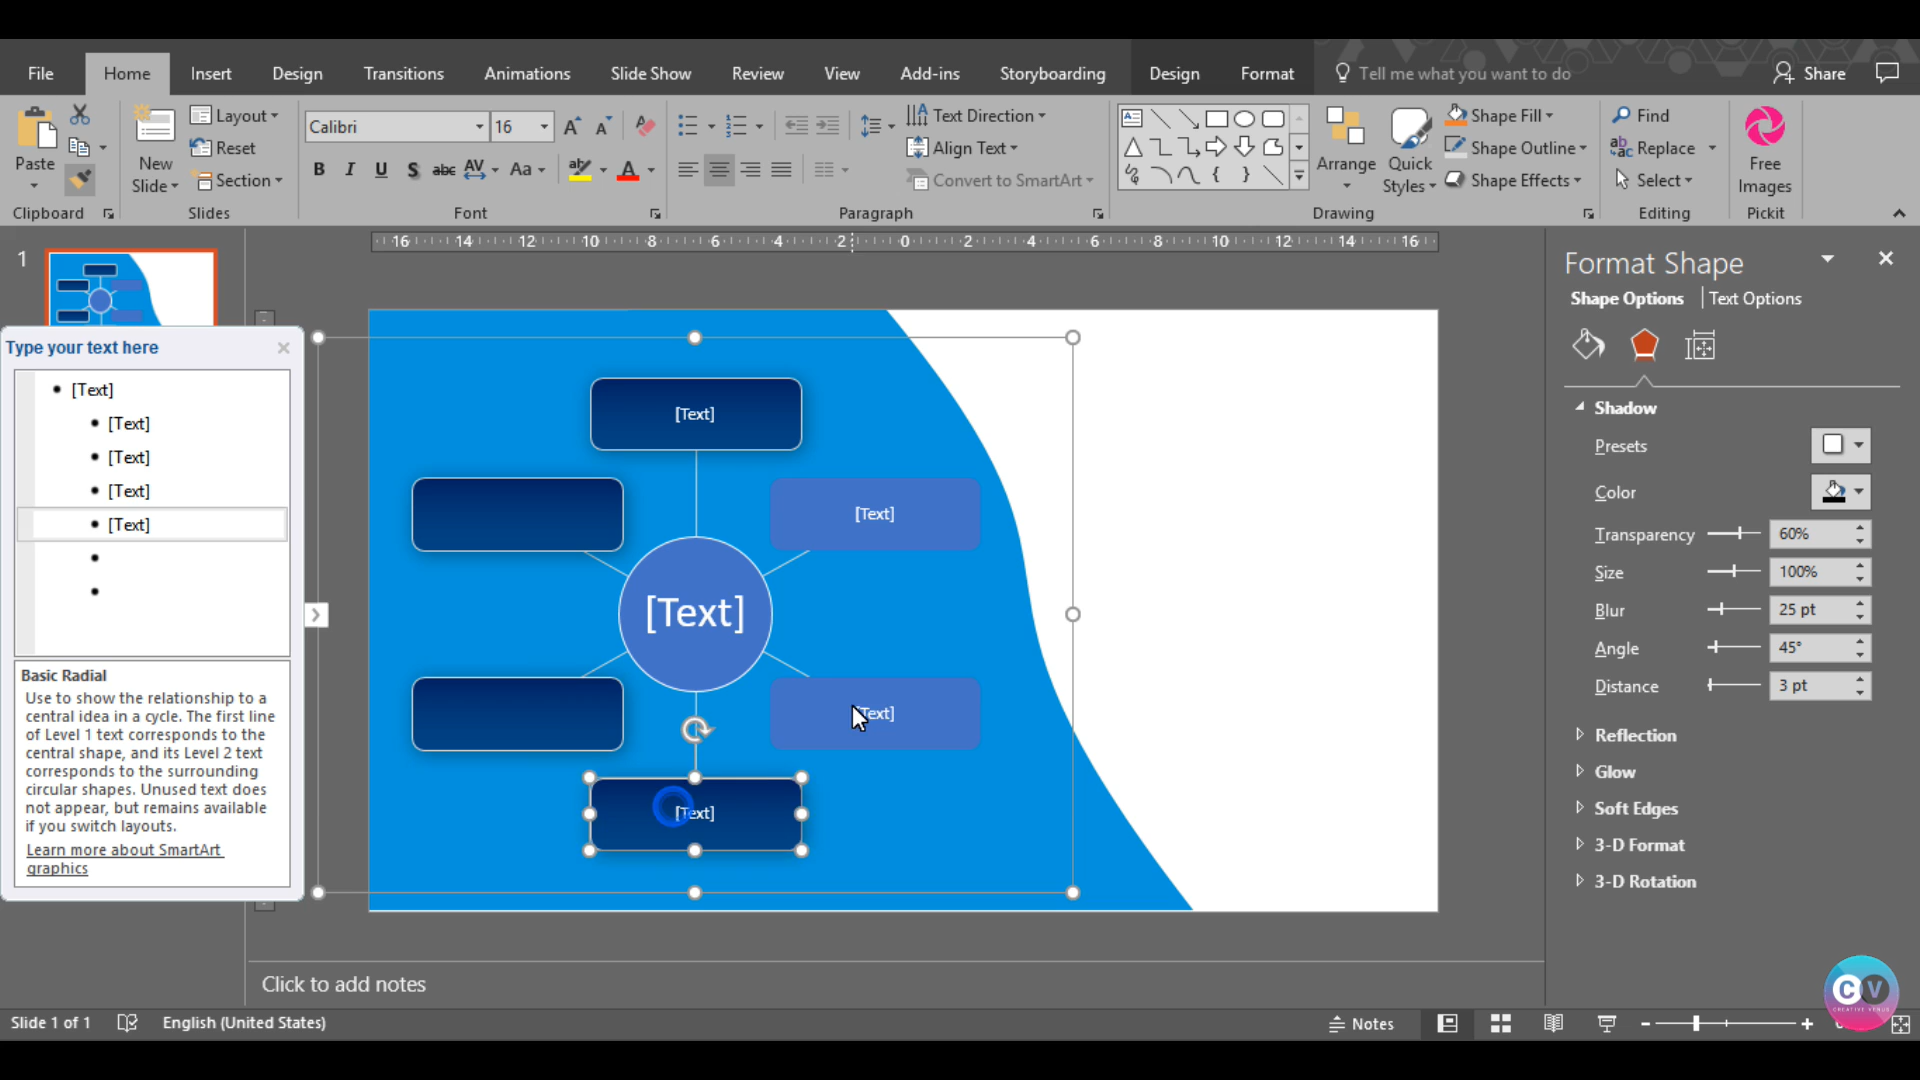 File Home Insert Design Transitions Animations Slide Show Review View Add-ins Storyboarding Design Format Tell me what you want to do Share
Paste
Clipboard
New
Slide
Layout
Reset
Section
Slides
Calibri 16
B I U S abc AV Aa A
Font
Text Direction
Align Text
Convert to SmartArt
Paragraph
Arrange
Quick
Styles
Shape Fill
Shape Outline
Shape Effects
Drawing
Find
Replace
Select
Editing
Free
Images
Pickit
16 14 12 10 8 6 4 2 0 2 4 6 8 10 12 14 16
1
Type your text here
[Text]
[Text]
[Text]
[Text]
[Text]
Basic Radial
Use to show the relationship to a
central idea in a cycle. The first line
of Level 1 text corresponds to the
central shape, and its Level 2 text
corresponds to the surrounding
circular shapes. Unused text does
not appear, but remains available
if you switch layouts.
Learn more about SmartArt
graphics
[Text]
[Text]
[Text]
[Text]
[Text]
Format Shape
Shape Options Text Options
Shadow
Presets
Color
Transparency 60%
Size 100%
Blur 25 pt
Angle 45°
Distance 3 pt
Reflection
Glow
Soft Edges
3-D Format
3-D Rotation
Click to add notes
CV
CREATIVE VENUS
Slide 1 of 1 English (United States) Notes